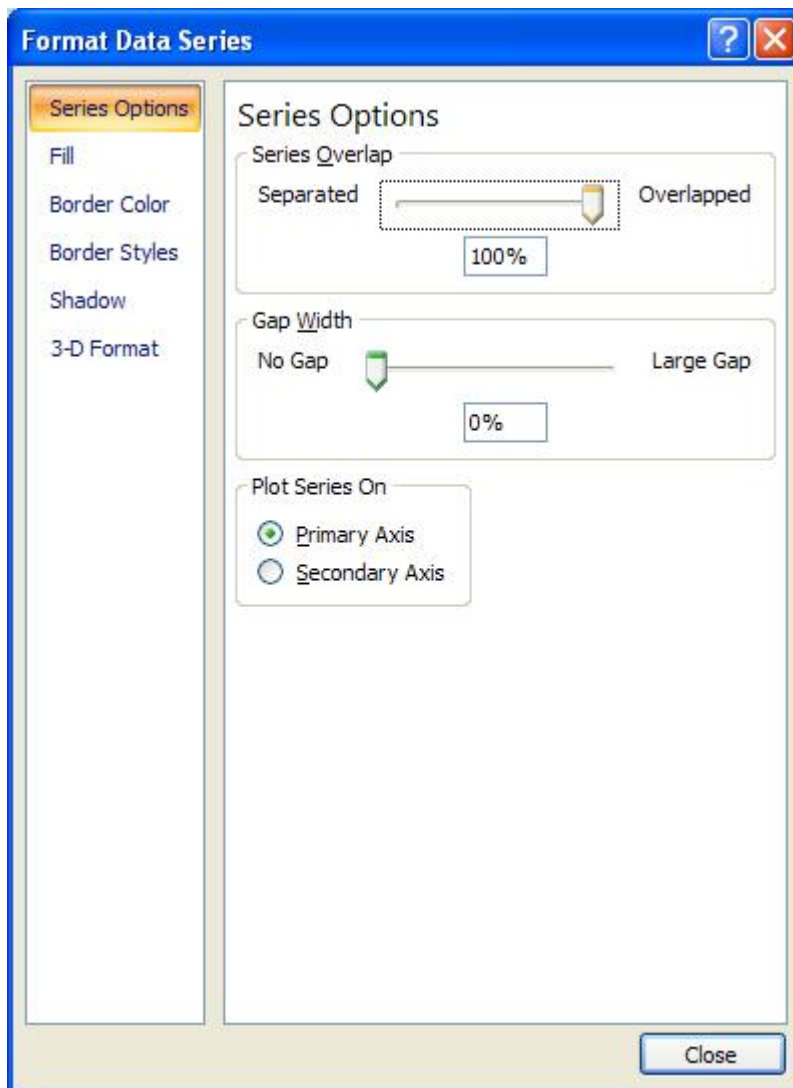 Format Data Series
?
Series Options
Fill
Border Color
Border Styles
Shadow
3-D Format
Series Options
Series Overlap
Separated Overlapped
100%
Gap Width
No Gap Large Gap
0%
Plot Series On
Primary Axis
Secondary Axis
Close